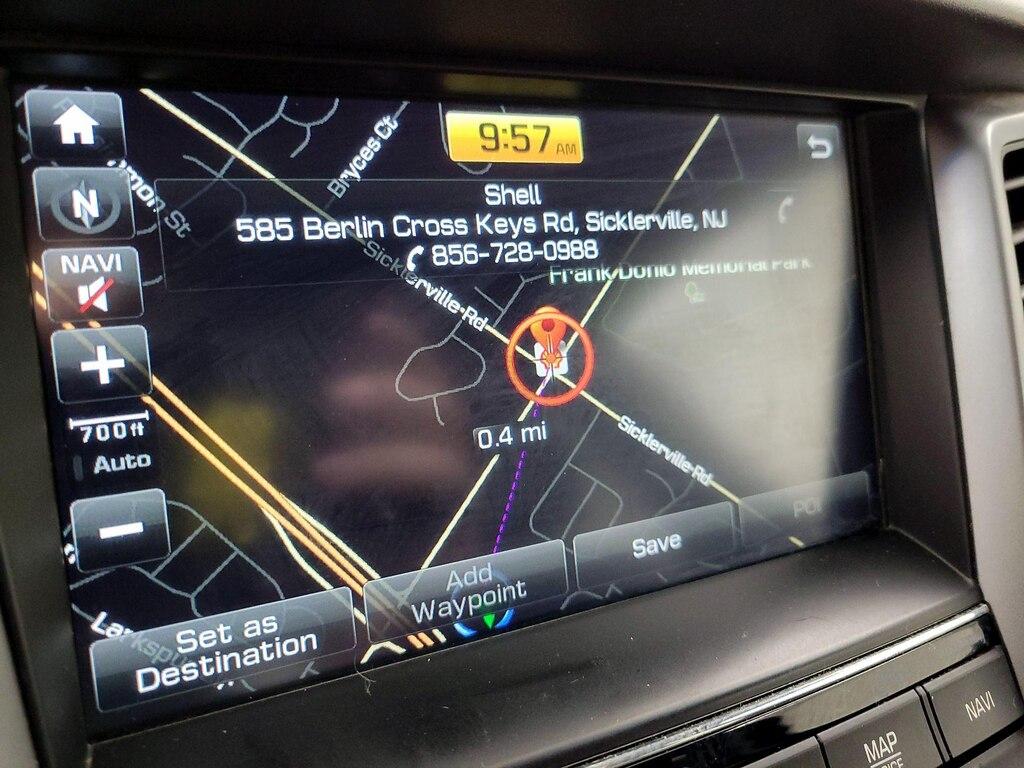 9:57 AM
Bryces Ct
Shell
N
585 Berlin Cross Keys Rd, Sicklerville, NJ
856-728-0988
NAVI
Sicklerville Rd
Frank Donio Memorial Park
700ft
Auto
0.4 mi
Sicklerville Rd
POI
Save
Add
Waypoint
Set as
Destination
MAP
NAVI